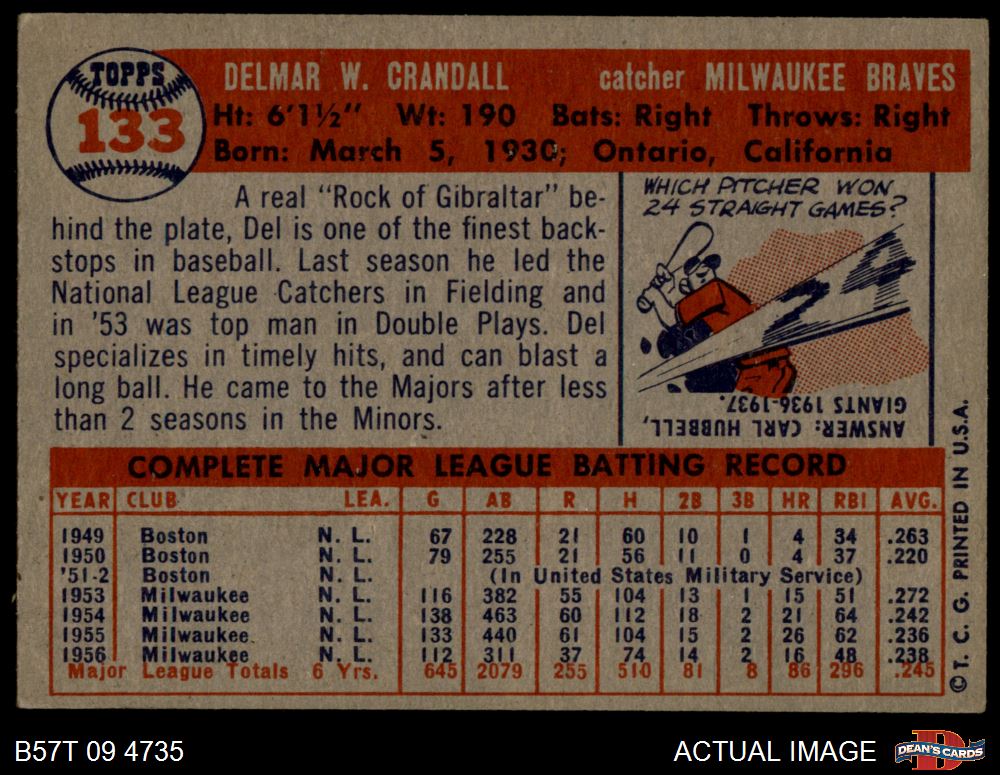 TOPPS
133
DELMAR W. CRANDALL catcher MILWAUKEE BRAVES
Ht: 6'1½" Wt: 190 Bats: Right Throws: Right
Born: March 5, 1930; Ontario, California
A real "Rock of Gibraltar" be-
hind the plate, Del is one of the finest back-
stops in baseball. Last season he led the
National League Catchers in Fielding and
in '53 was top man in Double Plays. Del
specializes in timely hits, and can blast a
long ball. He came to the Majors after less
than 2 seasons in the Minors.
WHICH PITCHER WON
24 STRAIGHT GAMES?
24
ANSWER: CARL HUBBELL,
GIANTS 1936-1937.
COMPLETE MAJOR LEAGUE BATTING RECORD
YEAR CLUB LEA. G AB R H 2B 3B HR RBI AVG.
1949 Boston N. L. 67 228 21 60 10 1 4 34 .263
1950 Boston N. L. 79 255 21 56 11 0 4 37 .220
'51-2 Boston N. L. (In United States Military Service)
1953 Milwaukee N. L. 116 382 55 104 13 1 15 51 .272
1954 Milwaukee N. L. 138 463 60 112 18 2 21 64 .242
1955 Milwaukee N. L. 133 440 61 104 15 2 26 62 .236
1956 Milwaukee N. L. 112 311 37 74 14 2 16 48 .238
Major League Totals 6 Yrs. 645 2079 255 510 81 8 86 296 .245
© T. C. G. PRINTED IN U.S.A.
B57T 09 4735
ACTUAL IMAGE
D
DEAN'S CARDS